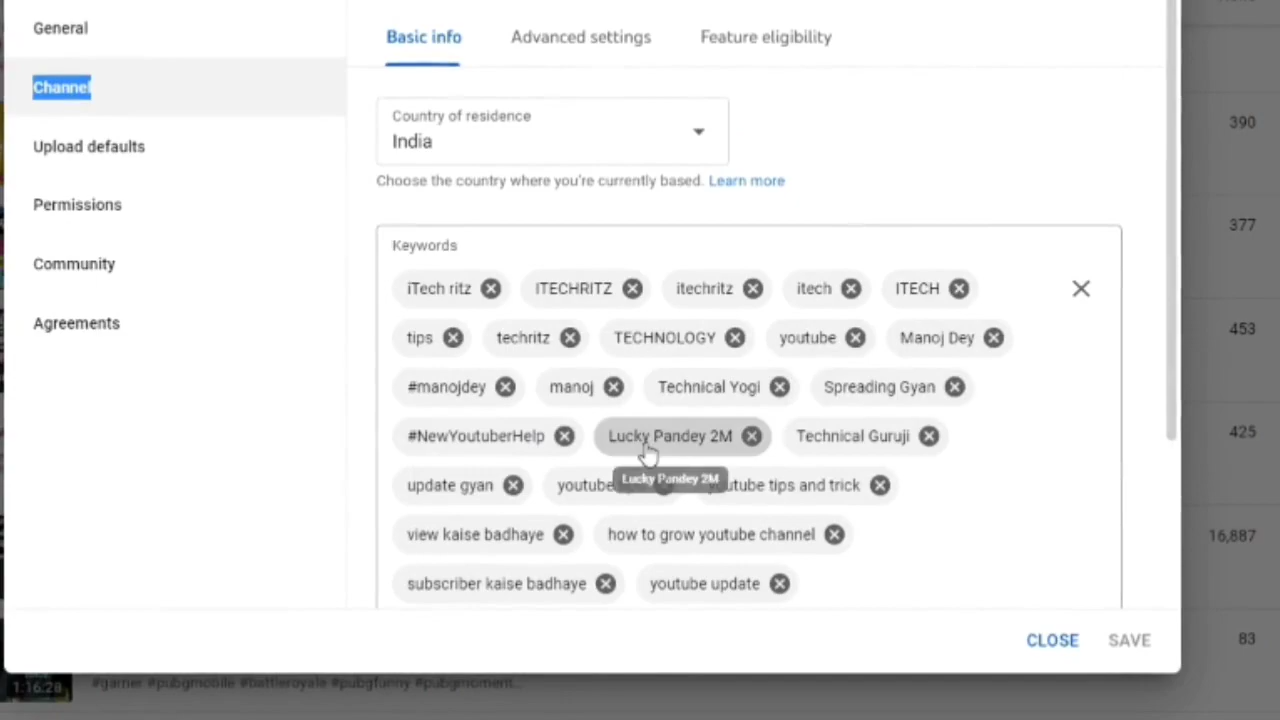 General
Channel
Upload defaults
Permissions
Community
Agreements
Basic info Advanced settings Feature eligibility
Country of residence
India
Choose the country where you're currently based. Learn more
Keywords
iTech ritz ITECHRITZ itechritz itech ITECH
tips techritz TECHNOLOGY youtube Manoj Dey
#manojdey manoj Technical Yogi Spreading Gyan
#NewYoutuberHelp Lucky Pandey 2M Technical Guruji
Lucky Pandey 2M
update gyan youtube tips and trick
view kaise badhaye how to grow youtube channel
subscriber kaise badhaye youtube update
CLOSE SAVE
390
377
453
425
16,887
83
1:16:28 #gamer #pubgmobile #battleroyale #pubgfunny #pubgmoment...